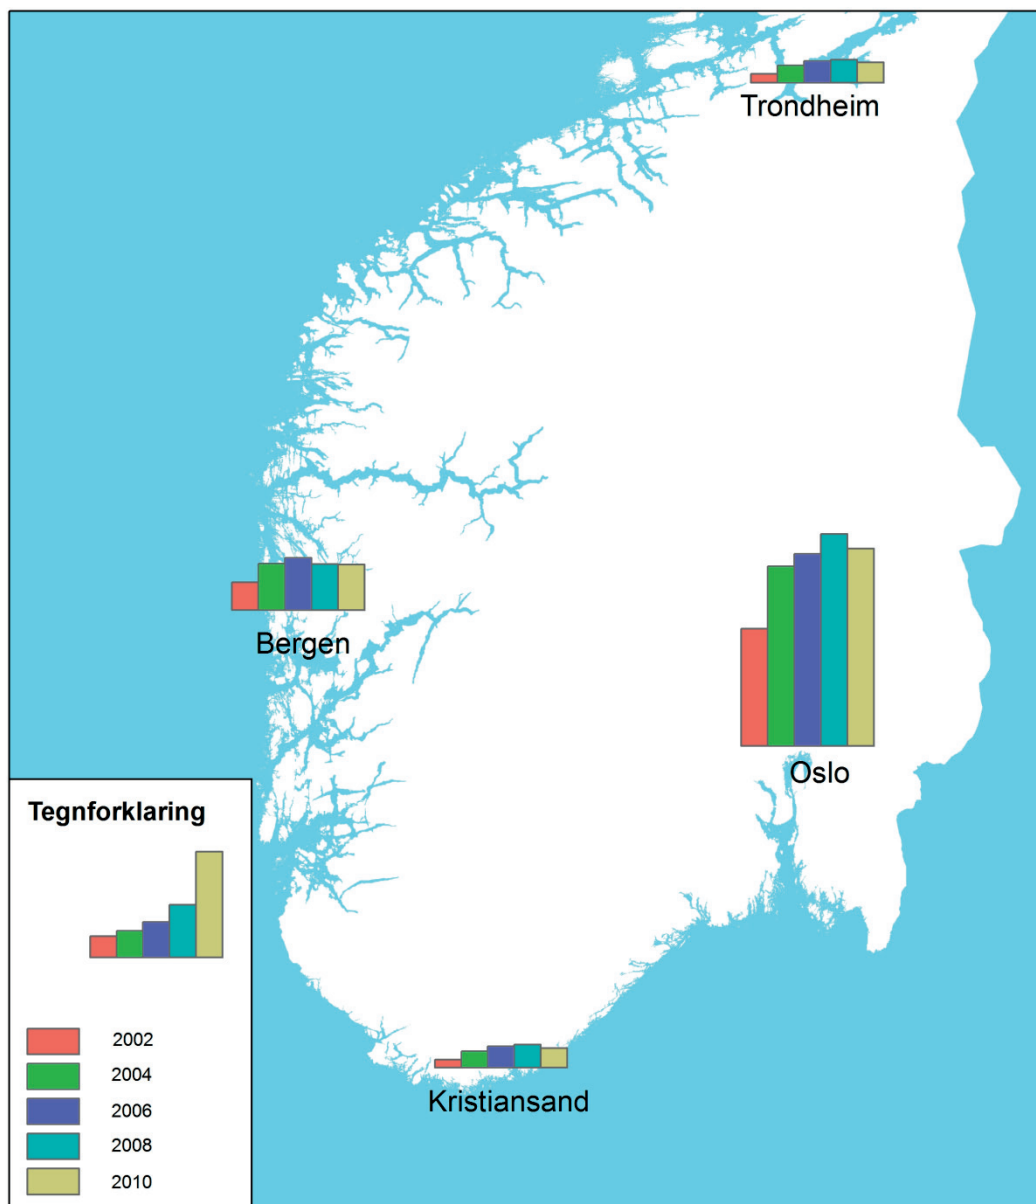 Trondheim
Bergen
Oslo
Tegnforklaring
2002
2004
2006
2008
2010
Kristiansand